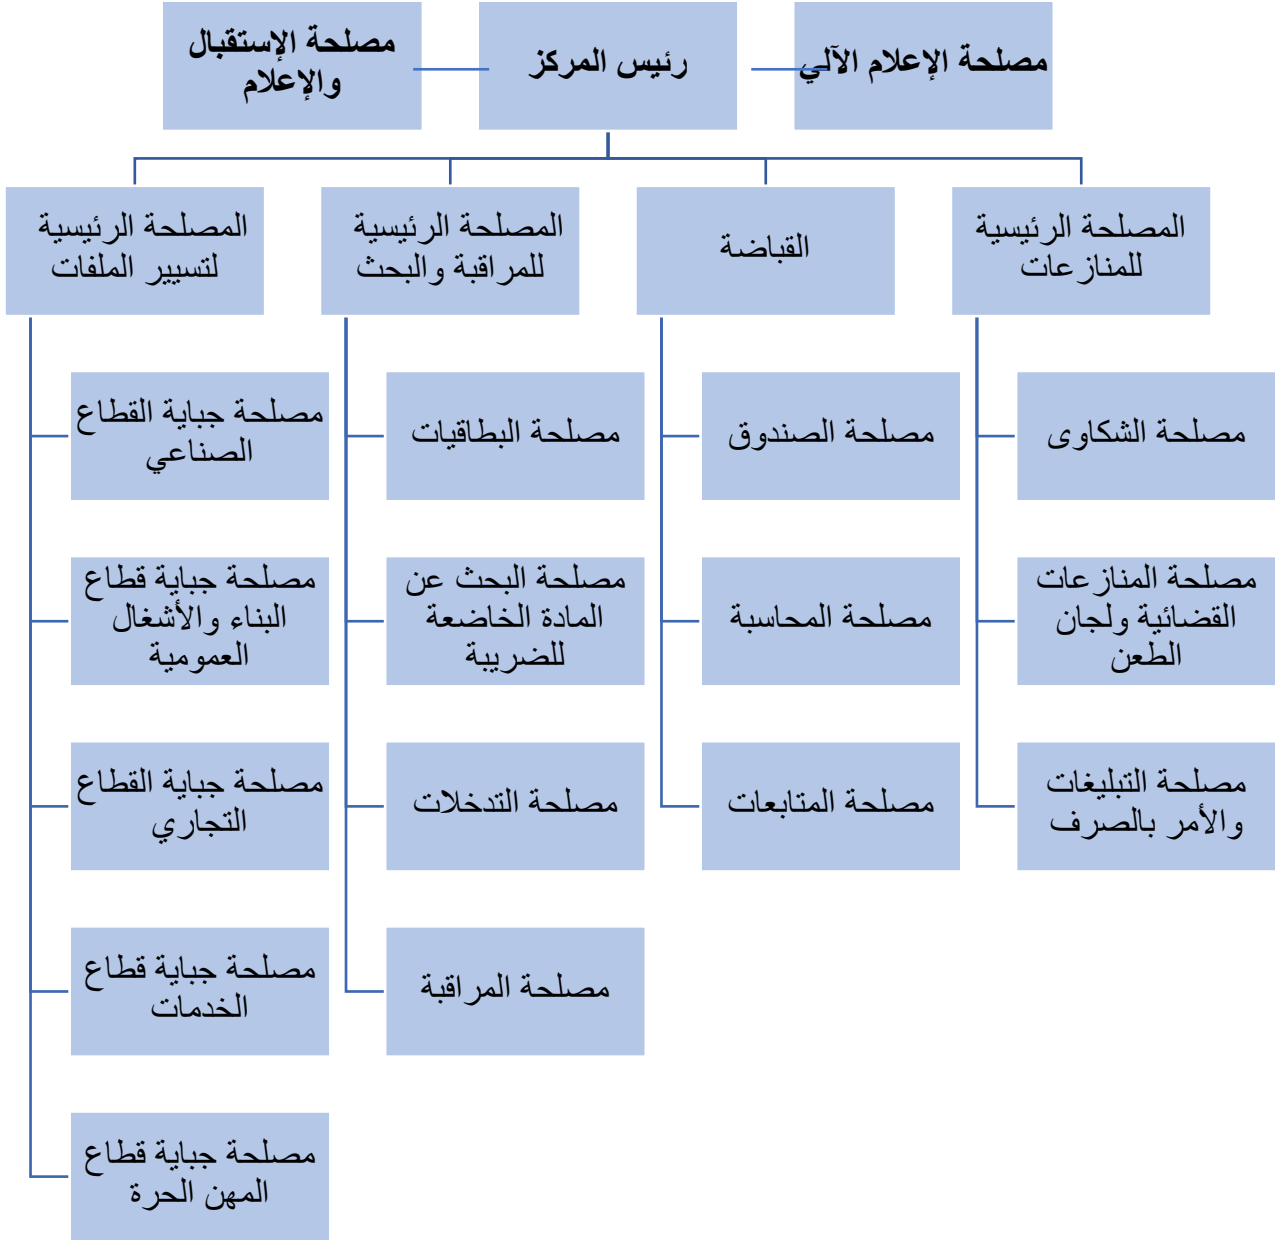 مصلحة الإعلام الآلي
رئيس المركز
مصلحة الإستقبال
والإعلام
المصلحة الرئيسية
للمنازعات
القباضة
المصلحة الرئيسية
للمراقبة والبحث
المصلحة الرئيسية
لتسيير الملفات
مصلحة الشكاوى
مصلحة الصندوق
مصلحة البطاقيات
مصلحة جباية القطاع
الصناعي
مصلحة المنازعات
القضائية ولجان
الطعن
مصلحة المحاسبة
مصلحة البحث عن
المادة الخاضعة
للضريبة
مصلحة جباية قطاع
البناء والأشغال
العمومية
مصلحة التبليغات
والأمر بالصرف
مصلحة المتابعات
مصلحة التدخلات
مصلحة جباية القطاع
التجاري
مصلحة المراقبة
مصلحة جباية قطاع
الخدمات
مصلحة جباية قطاع
المهن الحرة